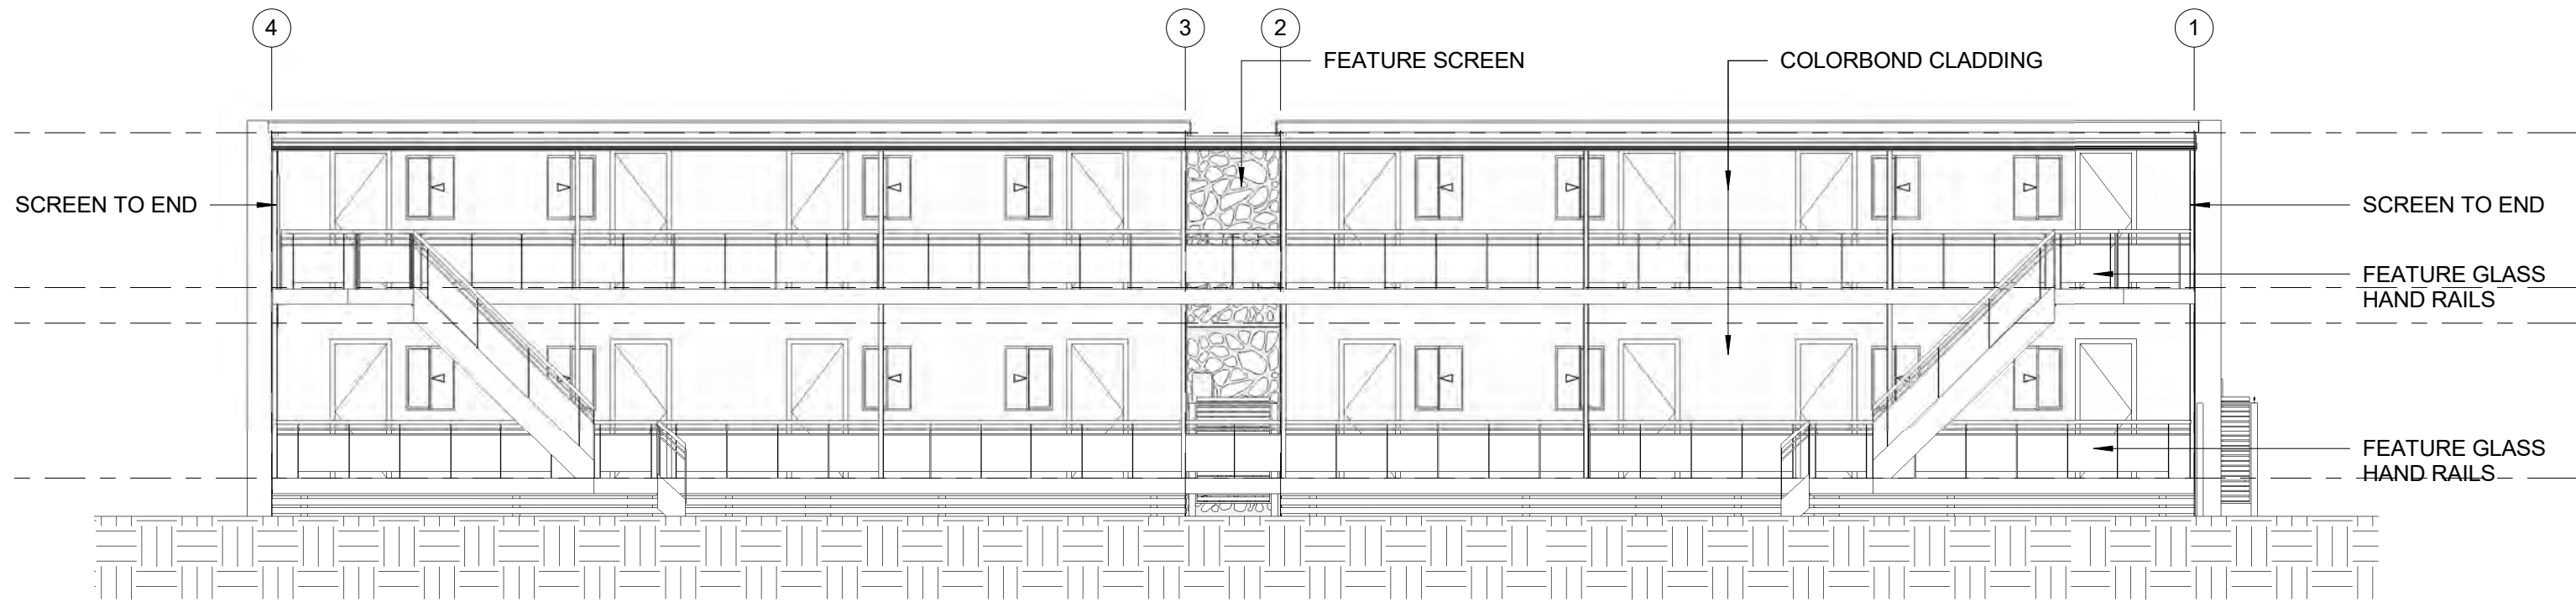 4
3
2
1
FEATURE SCREEN
COLORBOND CLADDING
SCREEN TO END
SCREEN TO END
FEATURE GLASS
HAND RAILS
FEATURE GLASS
HAND RAILS